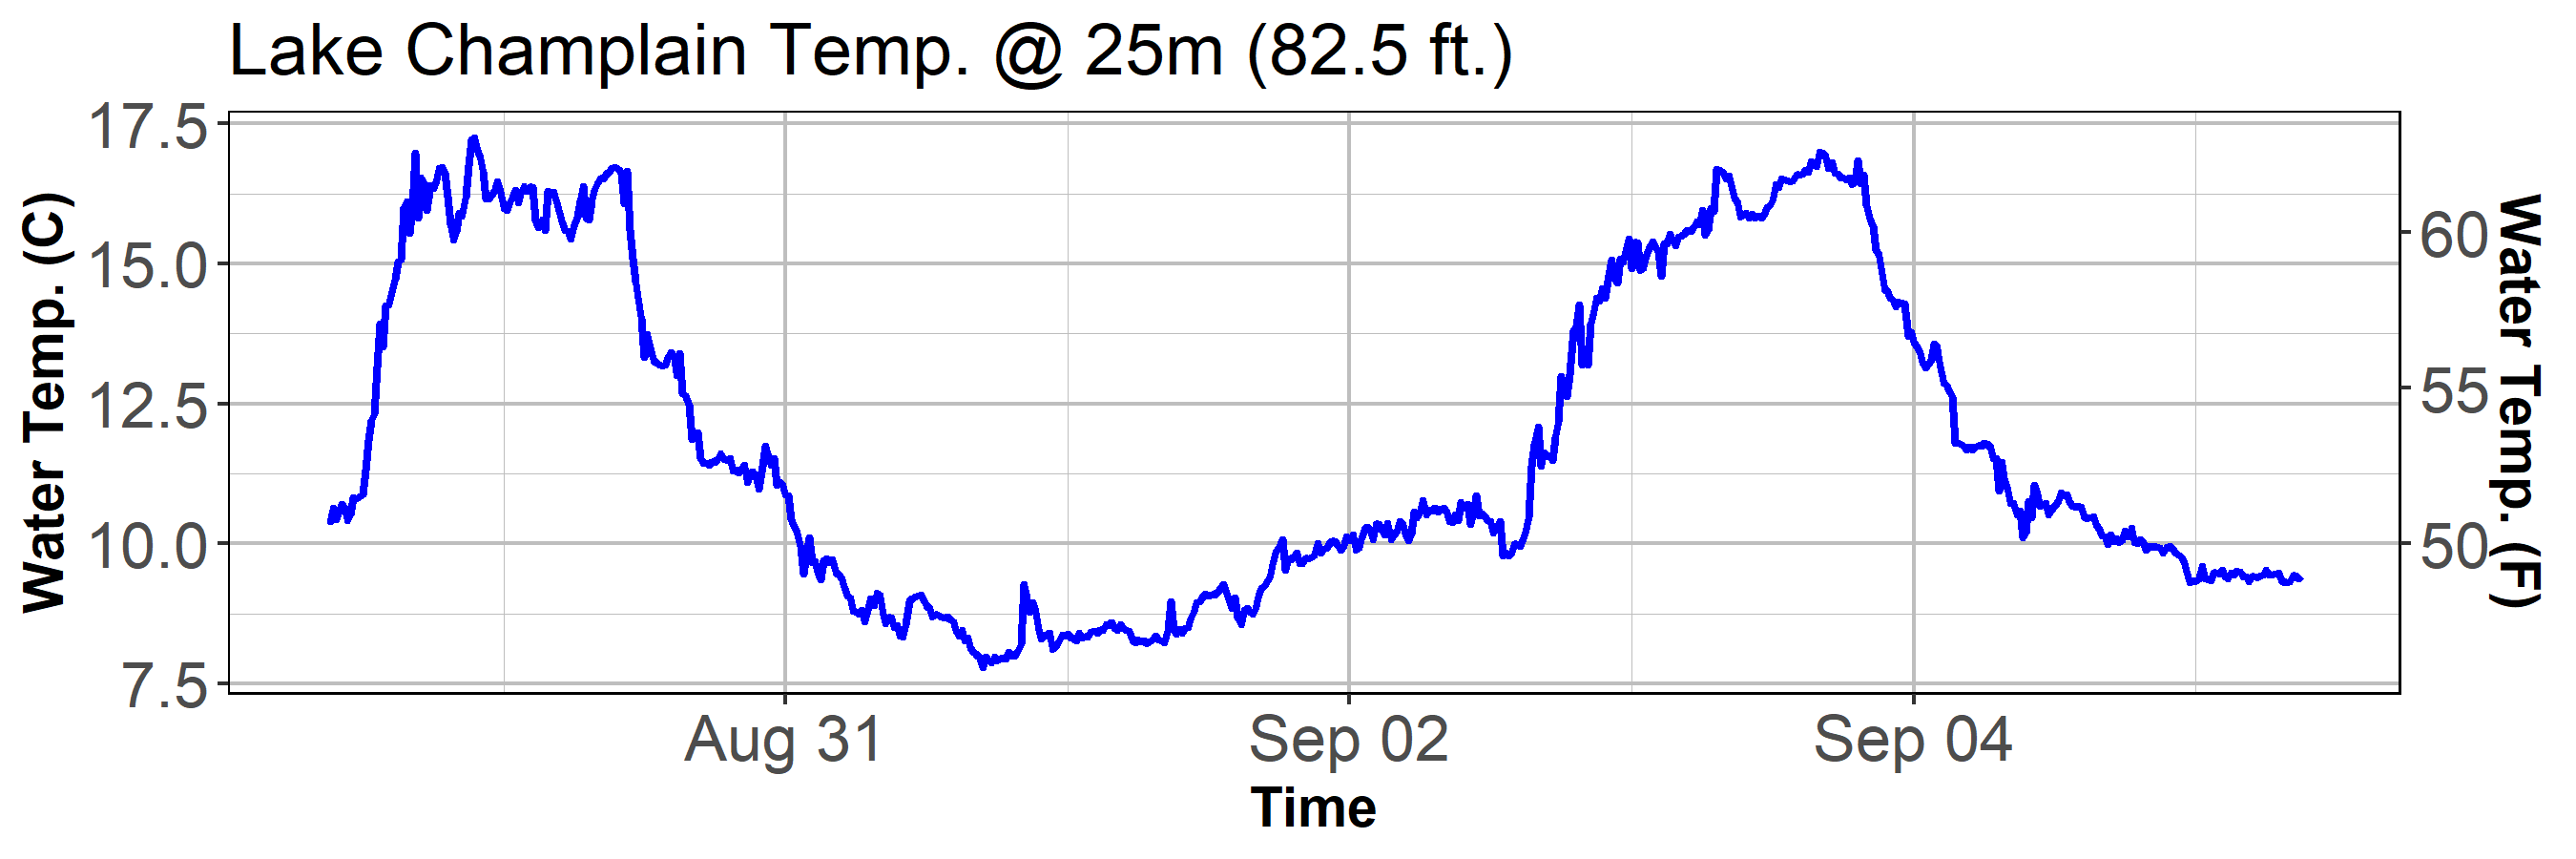 Lake Champlain Temp. @ 25m (82.5 ft.)
17.5
15.0
12.5
10.0
7.5
Water Temp. (C)
60
55
50
Water Temp. (F)
Aug 31
Sep 02
Sep 04
Time